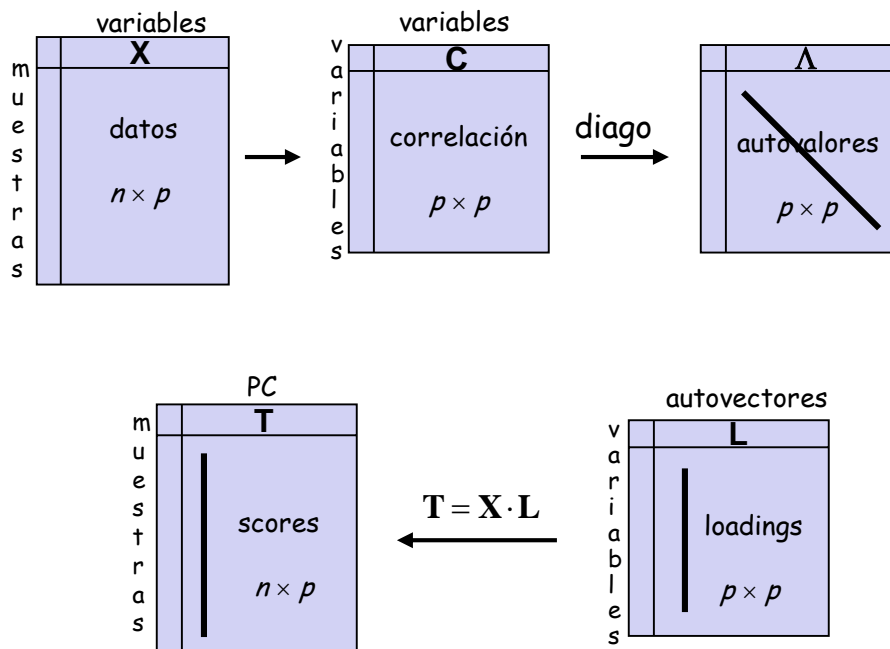 variables
X
muestras
datos
n × p
variables
C
variables
correlación
p × p
diago
Λ
autovalores
p × p
PC
T
muestras
scores
n × p
T = X · L
autovectores
L
variables
loadings
p × p